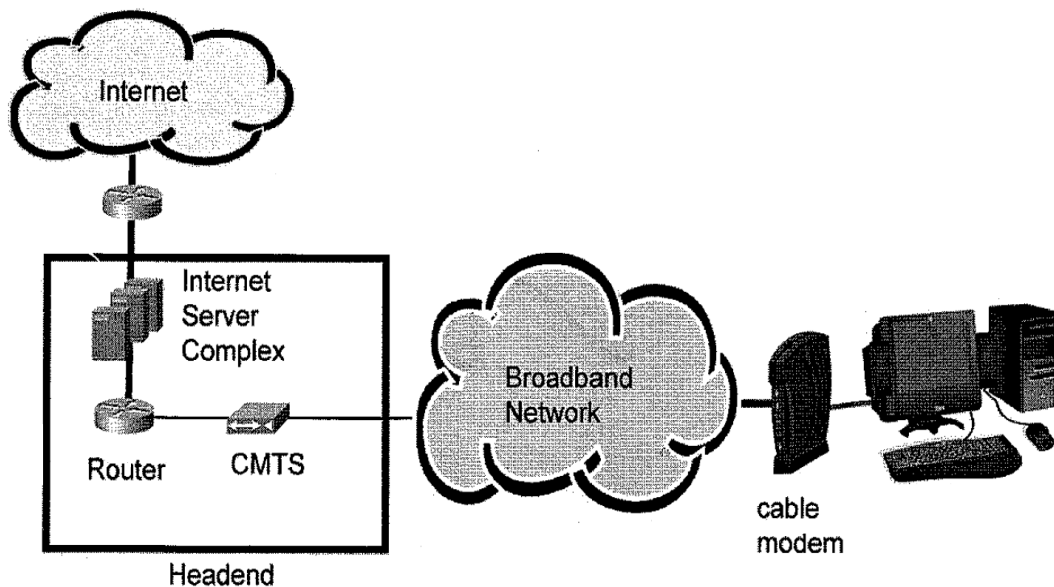 Internet
Internet
Server
Complex
Router
CMTS
Headend
Broadband
Network
cable
modem